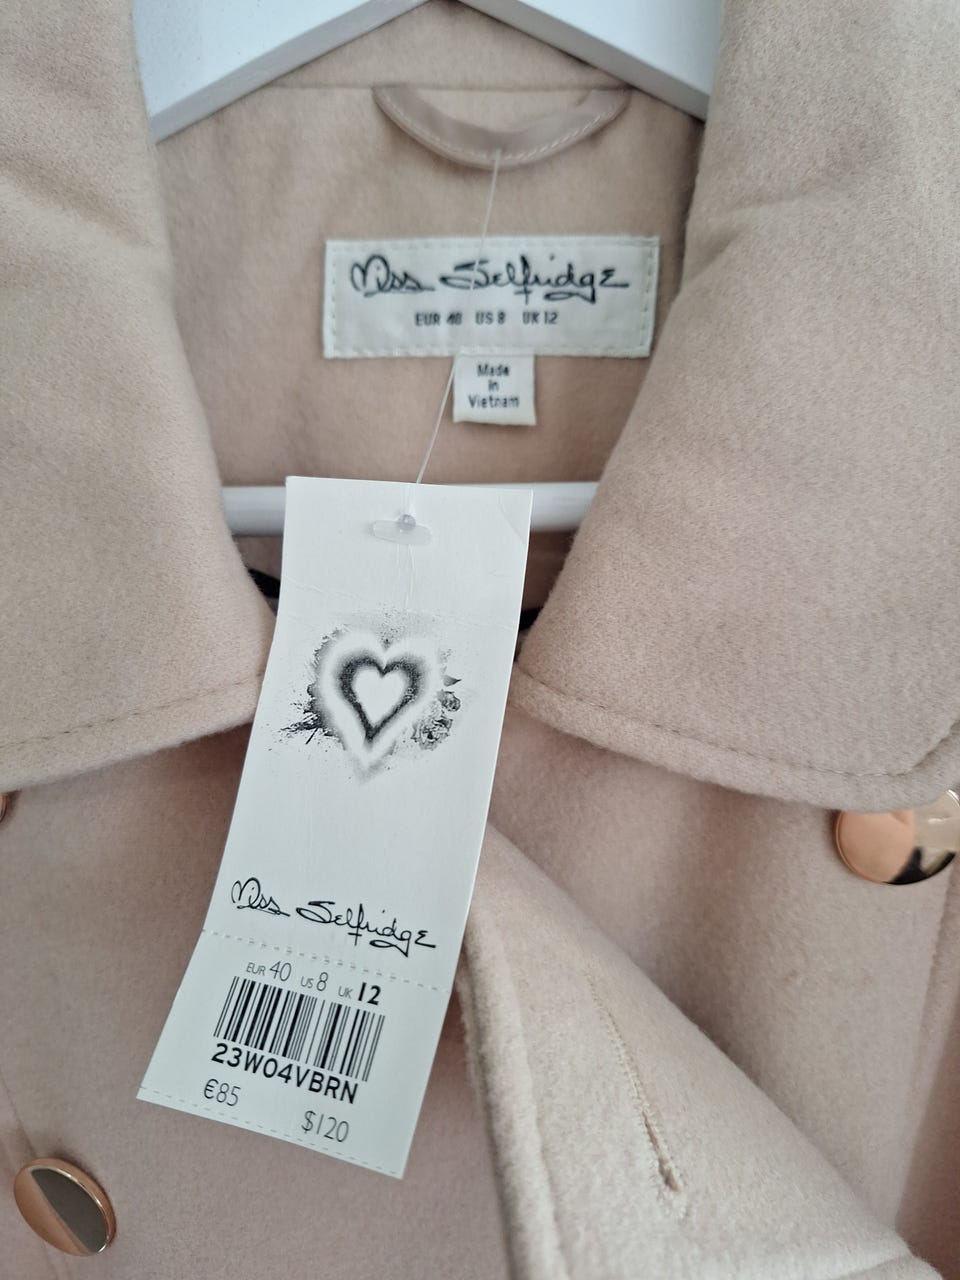 Miss Selfridge
EUR 40 US 8 UK 12
Made
in
Vietnam
Miss Selfridge
EUR 40 US 8 UK 12
23W04VBRN
€85
$120